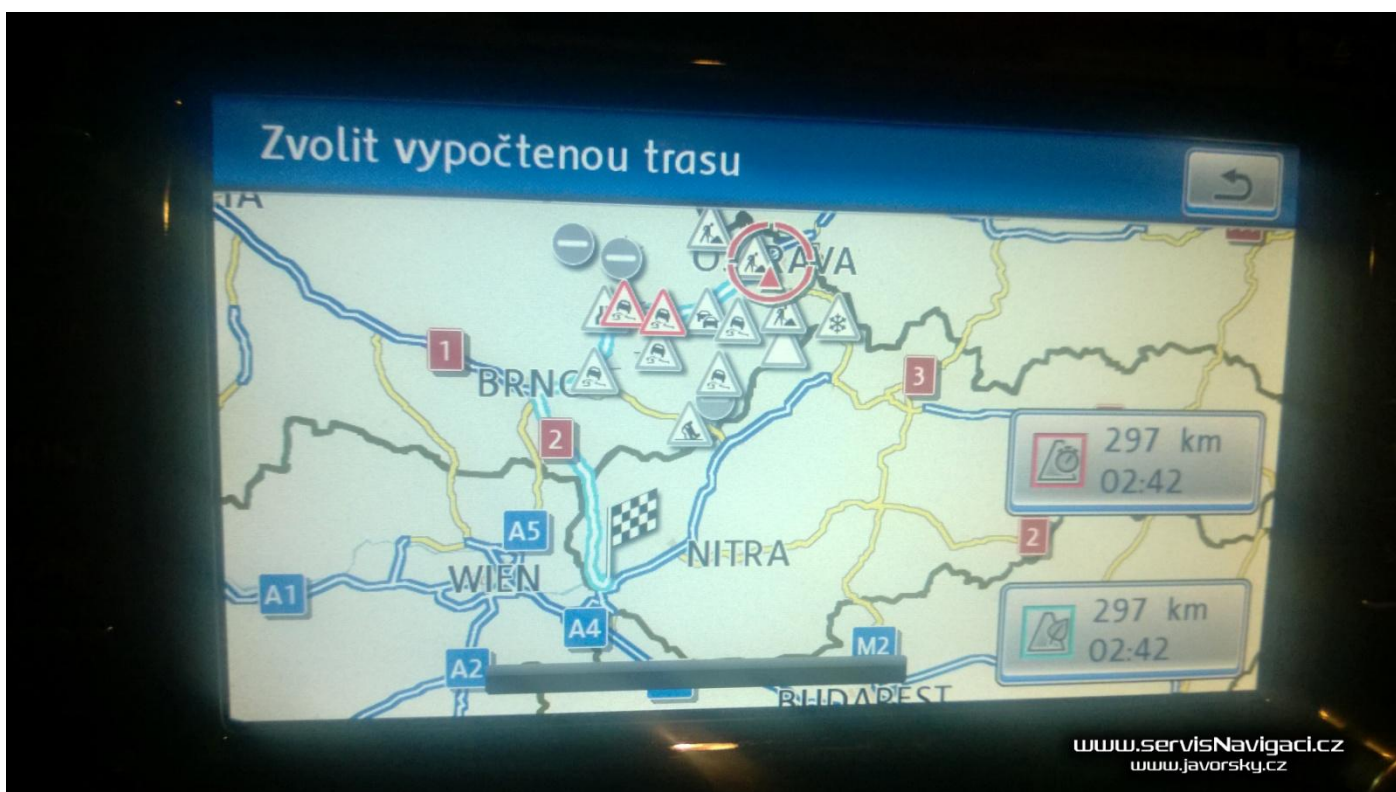 Zvolit vypočtenou trasu
1
BRNO
3
2
297 km
02:42
A5
NITRA
2
WIEN
A1
A4
297 km
02:42
A2
M2
BUDAPEST
www.servisNavigaci.cz
www.javorsky.cz